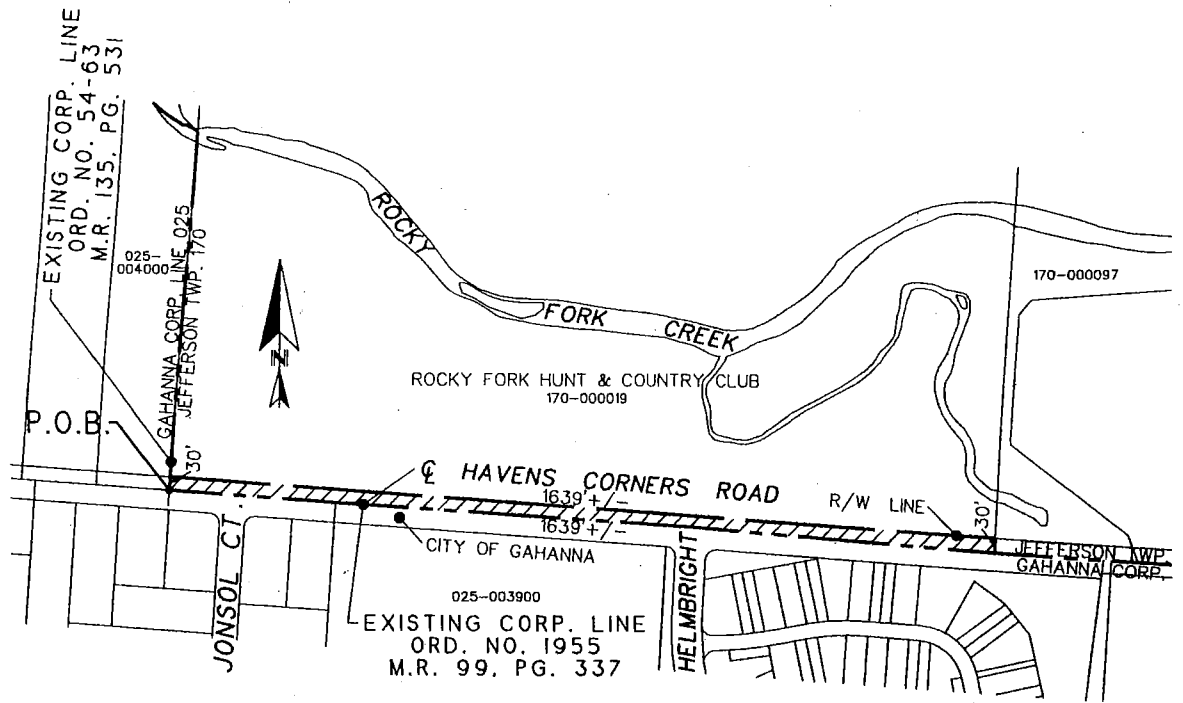 EXISTING CORP. LINE
ORD. NO. 54-63
M.R. 135, PG. 531
025-
004000
GAHANNA CORP. LINE 025
JEFFERSON TWP. 170
ROCKY FORK CREEK
170-000097
N
ROCKY FORK HUNT & COUNTRY CLUB
170-000019
P.O.B.
30'
℄ HAVENS CORNERS ROAD
1639'+/-
1639'+/-
R/W LINE
30'
CITY OF GAHANNA
JEFFERSON TWP.
GAHANNA CORP.
JONSOL CT.
HELMBRIGHT
025-003900
EXISTING CORP. LINE
ORD. NO. 1955
M.R. 99, PG. 337